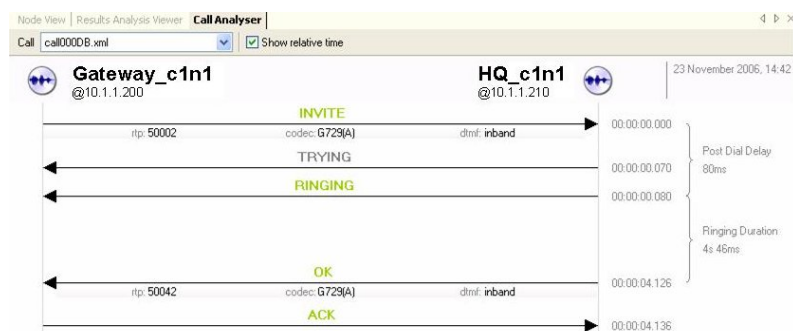 Node View | Results Analysis Viewer Call Analyser
Call call000DB.xml Show relative time
Gateway_c1n1 HQ_c1n1 23 November 2006, 14:42
@10.1.1.200 @10.1.1.210
INVITE
rtp: 50002 codec: G729(A) dtmf: inband 00:00:00.000
TRYING Post Dial Delay
00:00:00.070 80ms
RINGING
00:00:00.080
Ringing Duration
4s 46ms
OK
rtp: 50042 codec: G729(A) dtmf: inband 00:00:04.126
ACK
00:00:04.136